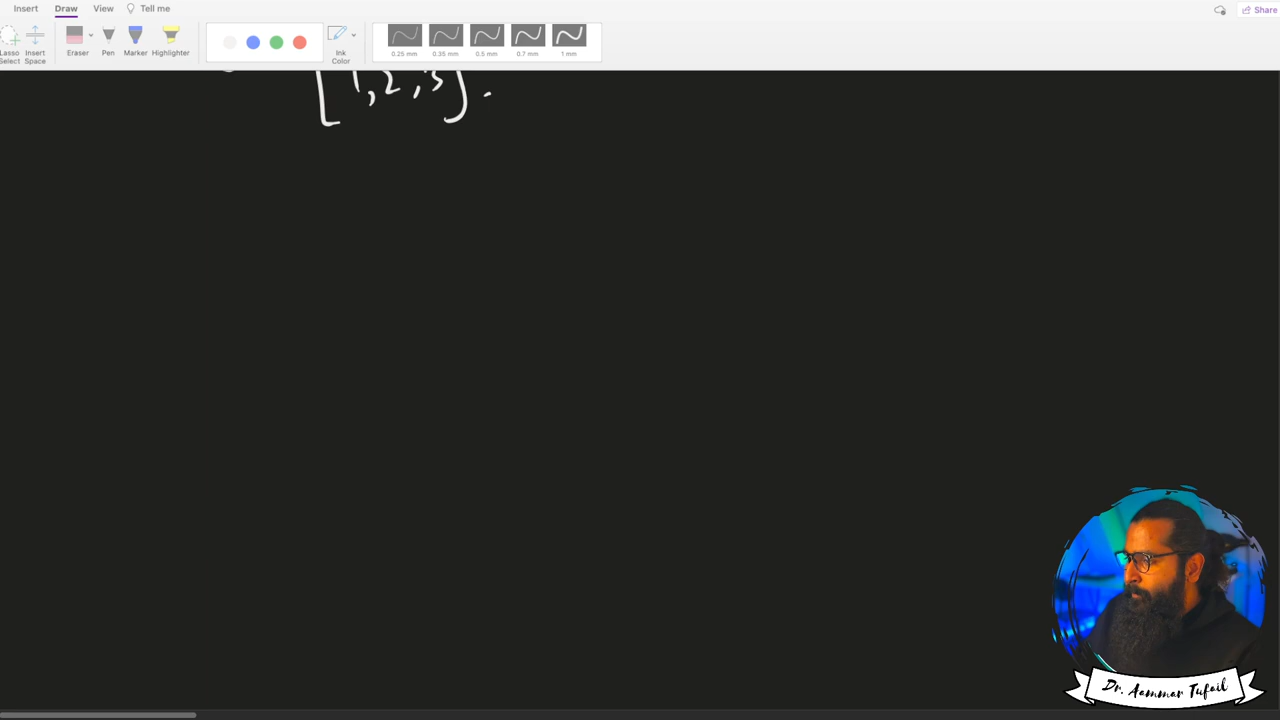 Insert Draw View Tell me Share
Lasso Select
Insert Space
Eraser
Pen
Marker
Highlighter
Ink Color
0.25 mm
0.35 mm
0.5 mm
0.7 mm
1 mm
[1,2,3].
Dr. Aammar Tufail